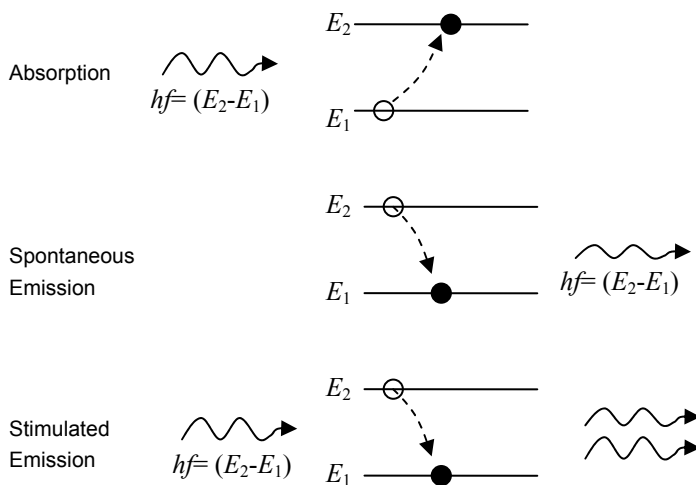 E₂
Absorption
hf= (E₂-E₁)
E₁
E₂
Spontaneous
Emission
E₁
hf= (E₂-E₁)
E₂
Stimulated
Emission
hf= (E₂-E₁)
E₁